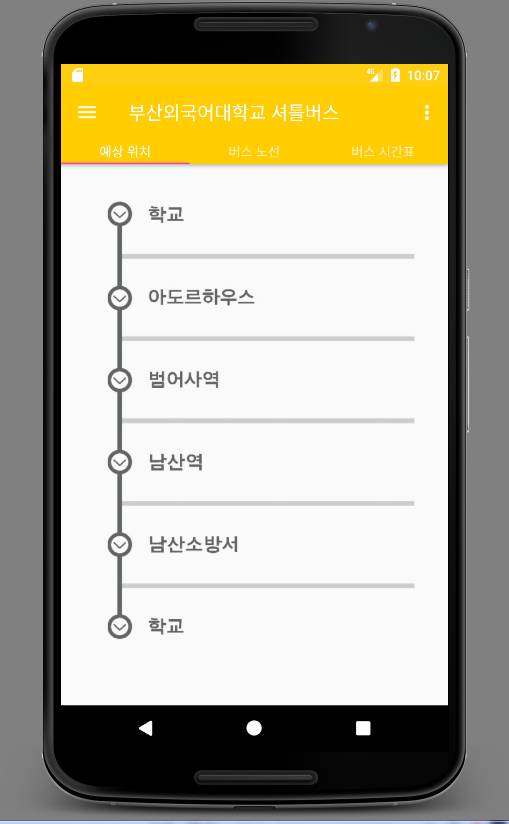 4G 10:07
부산외국어대학교 셔틀버스
예상 위치 버스 노선 버스 시간표
학교
아도르하우스
범어사역
남산역
남산소방서
학교